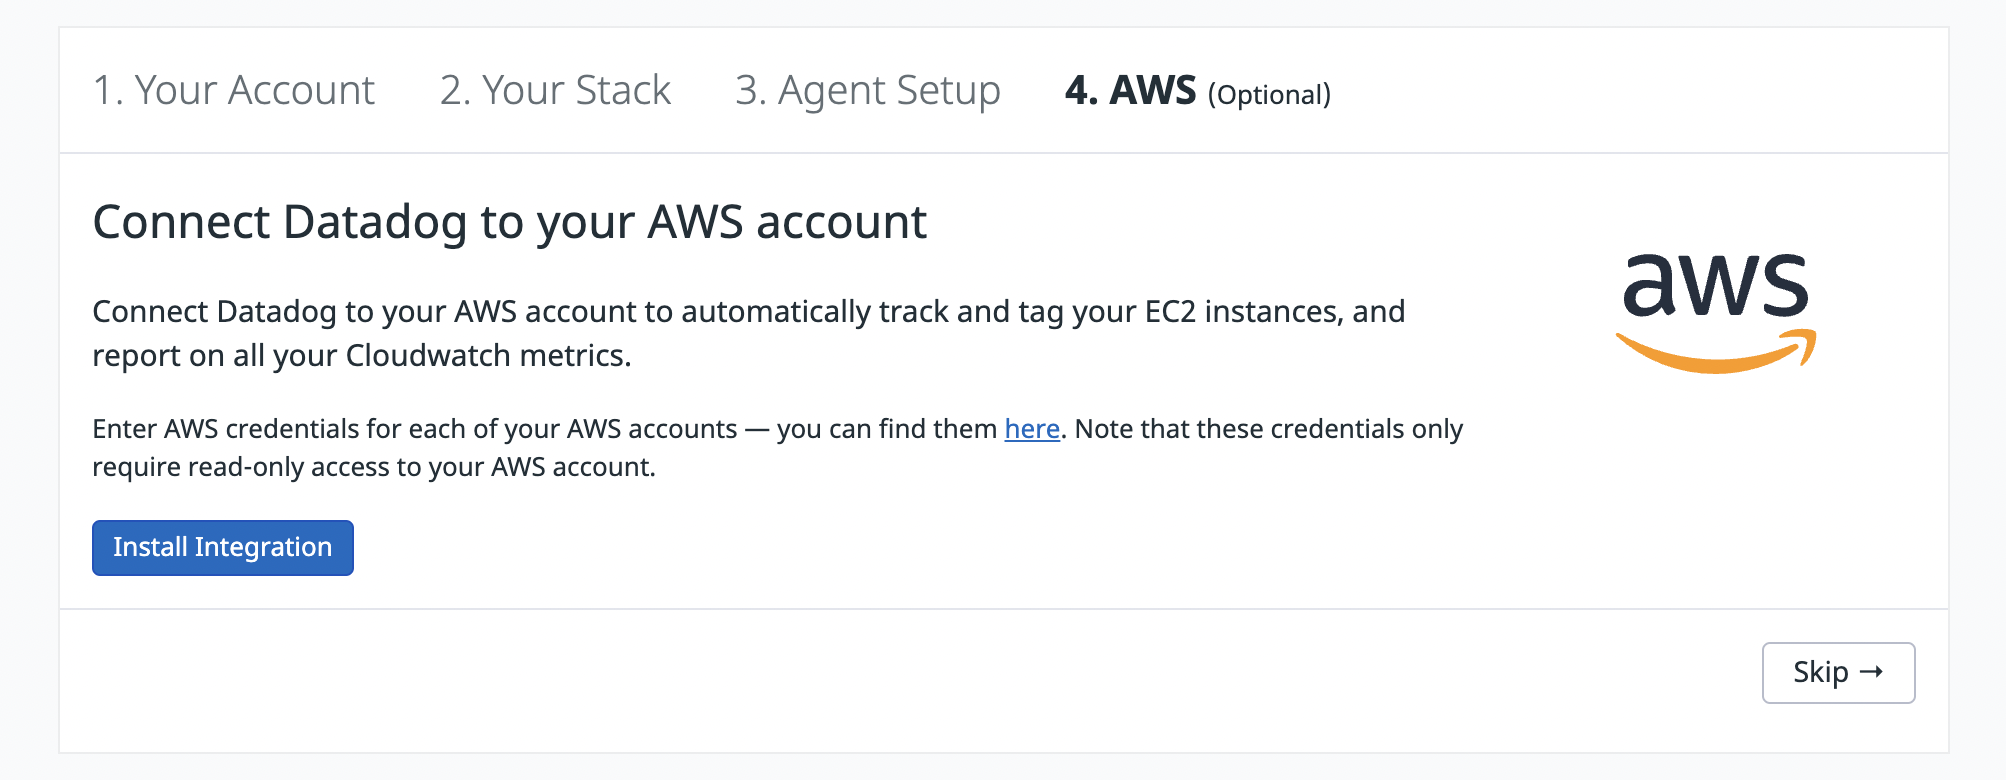 1. Your Account 2. Your Stack 3. Agent Setup 4. AWS (Optional)
Connect Datadog to your AWS account
Connect Datadog to your AWS account to automatically track and tag your EC2 instances, and
report on all your Cloudwatch metrics.
aws
Enter AWS credentials for each of your AWS accounts — you can find them here. Note that these credentials only
require read-only access to your AWS account.
Install Integration
Skip →